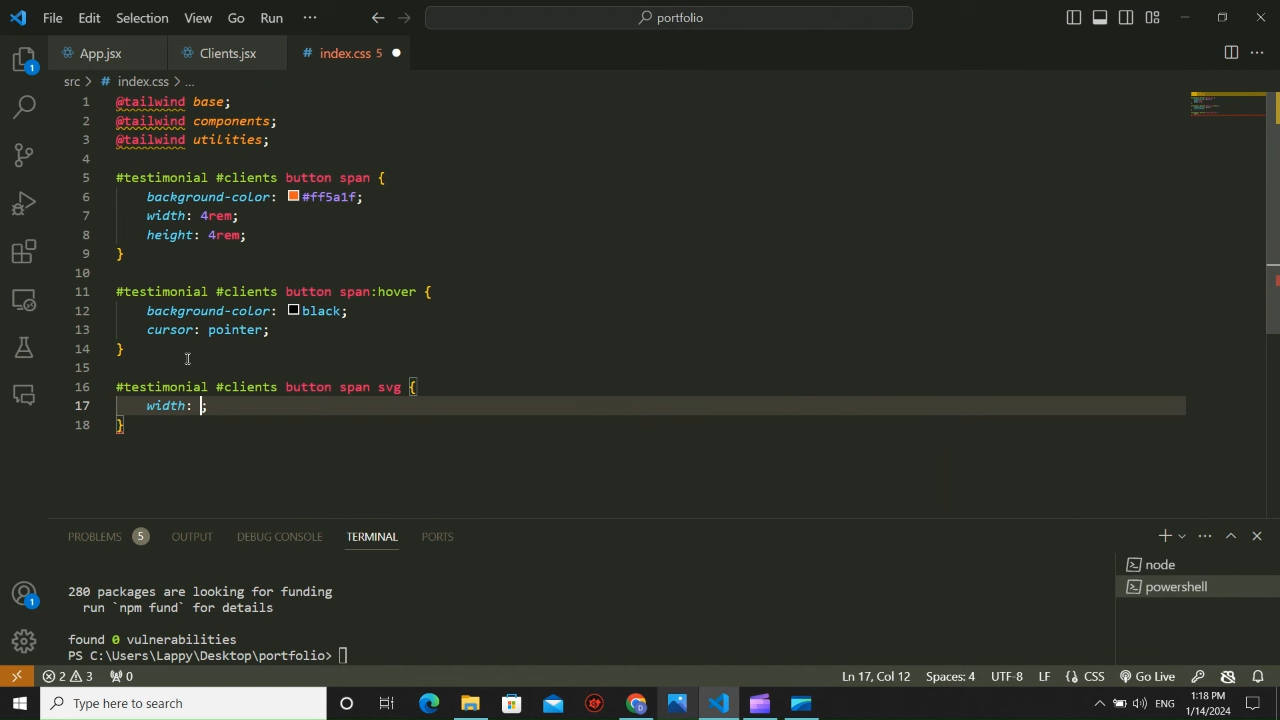 File Edit Selection View Go Run ··· portfolio
App.jsx Clients.jsx # index.css 5
src > # index.css > ...
1 @tailwind base;
2 @tailwind components;
3 @tailwind utilities;
4
5 #testimonial #clients button span {
6 background-color: #ff5a1f;
7 width: 4rem;
8 height: 4rem;
9 }
10
11 #testimonial #clients button span:hover {
12 background-color: black;
13 cursor: pointer;
14 }
15
16 #testimonial #clients button span svg {
17 width: ;
18 }
PROBLEMS 5 OUTPUT DEBUG CONSOLE TERMINAL PORTS
280 packages are looking for funding
run `npm fund` for details
found 0 vulnerabilities
PS C:\Users\Lappy\Desktop\portfolio>
node
powershell
1
1
2 3 0 Ln 17, Col 12 Spaces: 4 UTF-8 LF { } CSS Go Live
Type here to search ENG
1:18 PM
1/14/2024